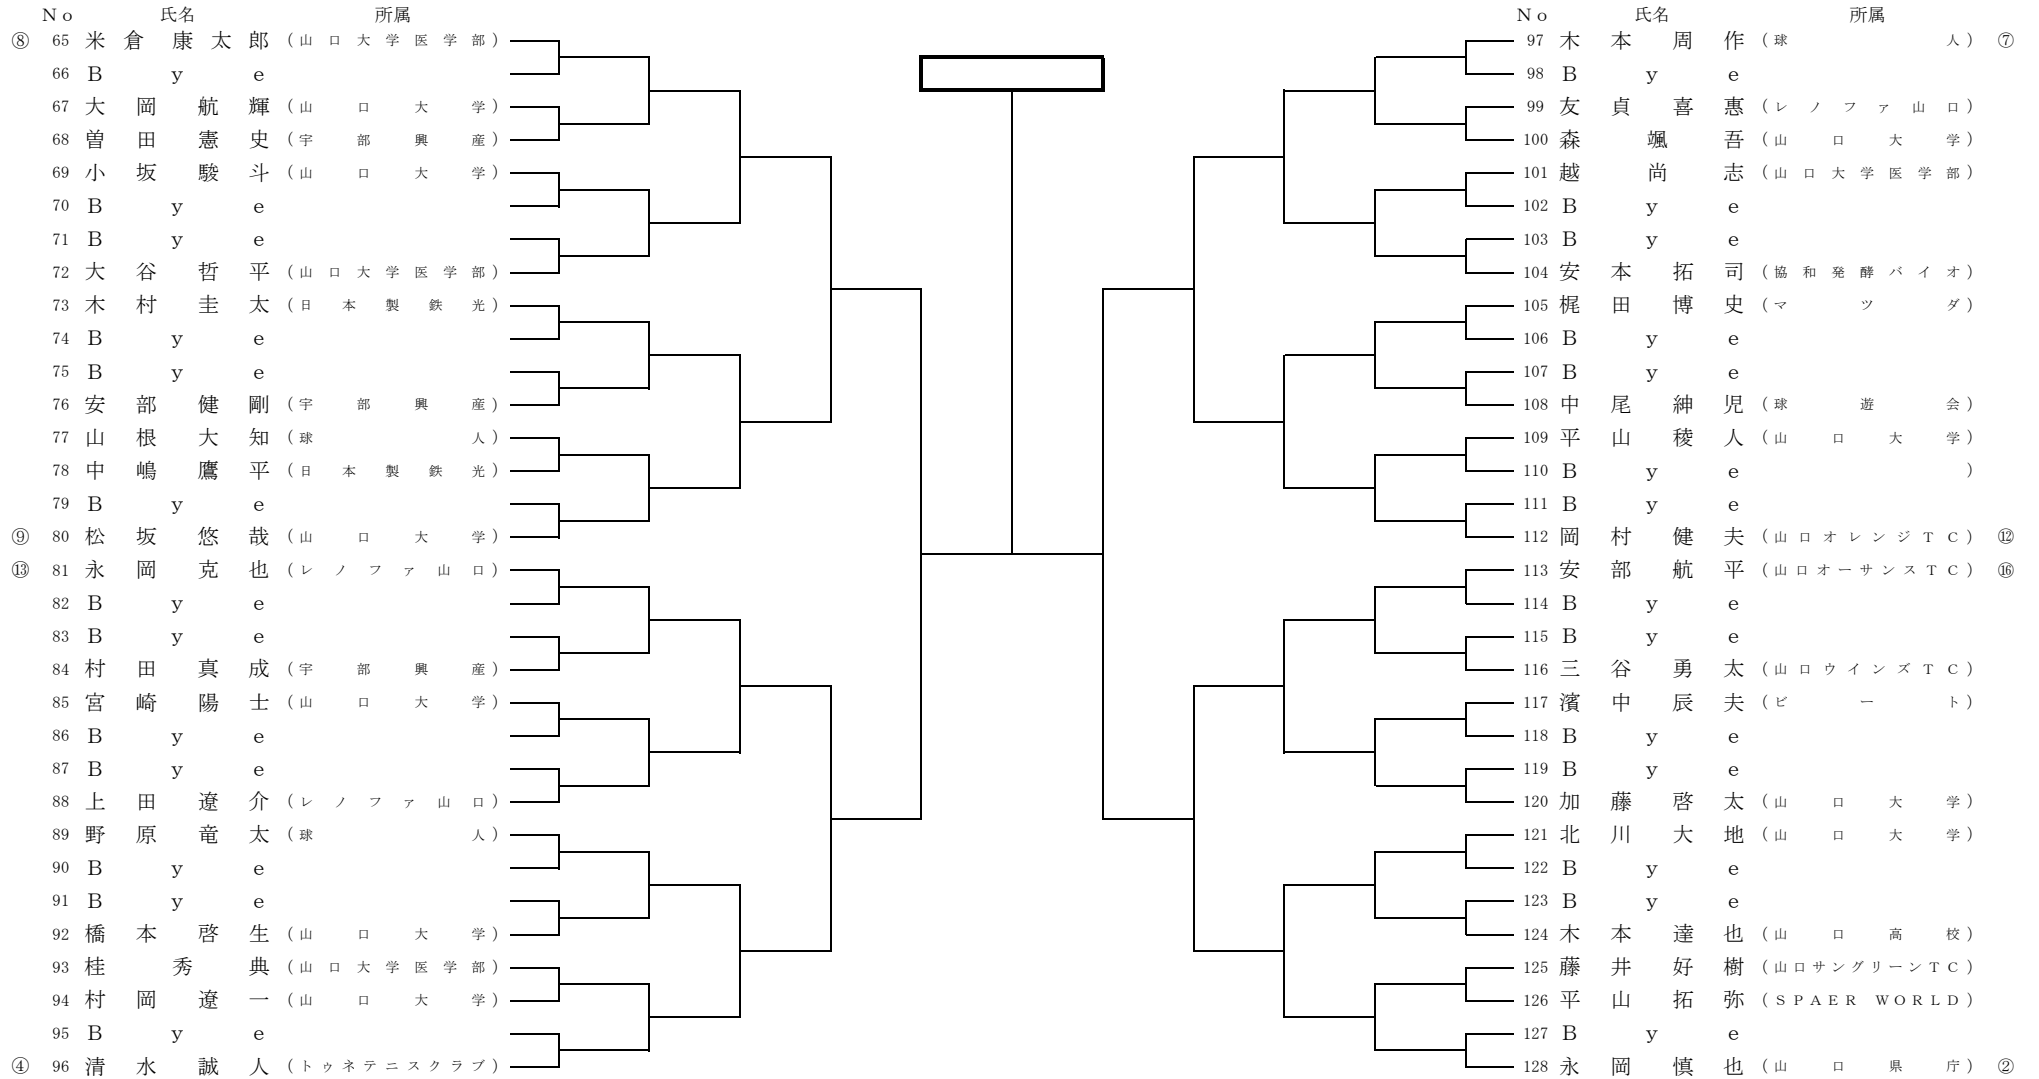 No 氏名 所属
⑧ 65 米倉康太郎 (山口大学医学部)
66 Bye
67 大岡航輝 (山口大学)
68 曽田憲史 (宇部興産)
69 小坂駿斗 (山口大学)
70 Bye
71 Bye
72 大谷哲平 (山口大学医学部)
73 木村圭太 (日本製鉄光)
74 Bye
75 Bye
76 安部健剛 (宇部興産)
77 山根大知 (球人)
78 中嶋鷹平 (日本製鉄光)
79 Bye
⑨ 80 松坂悠哉 (山口大学)
⑬ 81 永岡克也 (レノファ山口)
82 Bye
83 Bye
84 村田真成 (宇部興産)
85 宮崎陽士 (山口大学)
86 Bye
87 Bye
88 上田遼介 (レノファ山口)
89 野原竜太 (球人)
90 Bye
91 Bye
92 橋本啓生 (山口大学)
93 桂秀典 (山口大学医学部)
94 村岡遼一 (山口大学)
95 Bye
④ 96 清水誠人 (トゥネテニスクラブ)
No 氏名 所属
97 木本周作 (球人) ⑦
98 Bye
99 友貞喜惠 (レノファ山口)
100 森颯吾 (山口大学)
101 越尚志 (山口大学医学部)
102 Bye
103 Bye
104 安本拓司 (協和発酵バイオ)
105 梶田博史 (マツダ)
106 Bye
107 Bye
108 中尾紳児 (球遊会)
109 平山稜人 (山口大学)
110 Bye )
111 Bye
112 岡村健夫 (山口オレンジTC) ⑫
113 安部航平 (山口オーサンスTC) ⑯
114 Bye
115 Bye
116 三谷勇太 (山口ウインズTC)
117 濱中辰夫 (ビート)
118 Bye
119 Bye
120 加藤啓太 (山口大学)
121 北川大地 (山口大学)
122 Bye
123 Bye
124 木本達也 (山口高校)
125 藤井好樹 (山口サングリーンTC)
126 平山拓弥 (SPAER WORLD)
127 Bye
128 永岡慎也 (山口県庁) ②